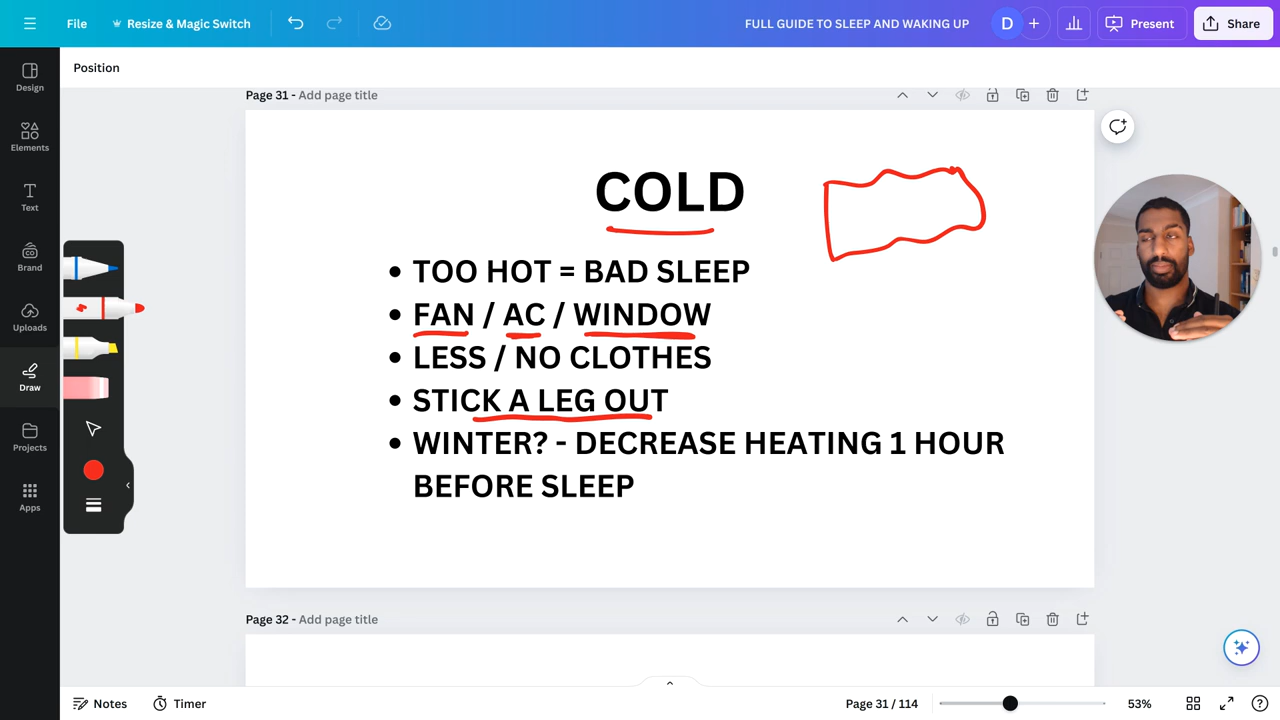 File
Resize & Magic Switch
FULL GUIDE TO SLEEP AND WAKING UP
D
Present
Share
Design
Elements
Text
Brand
Uploads
Draw
Projects
Apps
Position
Page 31 - Add page title
COLD
• TOO HOT = BAD SLEEP
• FAN / AC / WINDOW
• LESS / NO CLOTHES
• STICK A LEG OUT
• WINTER? - DECREASE HEATING 1 HOUR
BEFORE SLEEP
Page 32 - Add page title
Notes
Timer
Page 31 / 114
53%